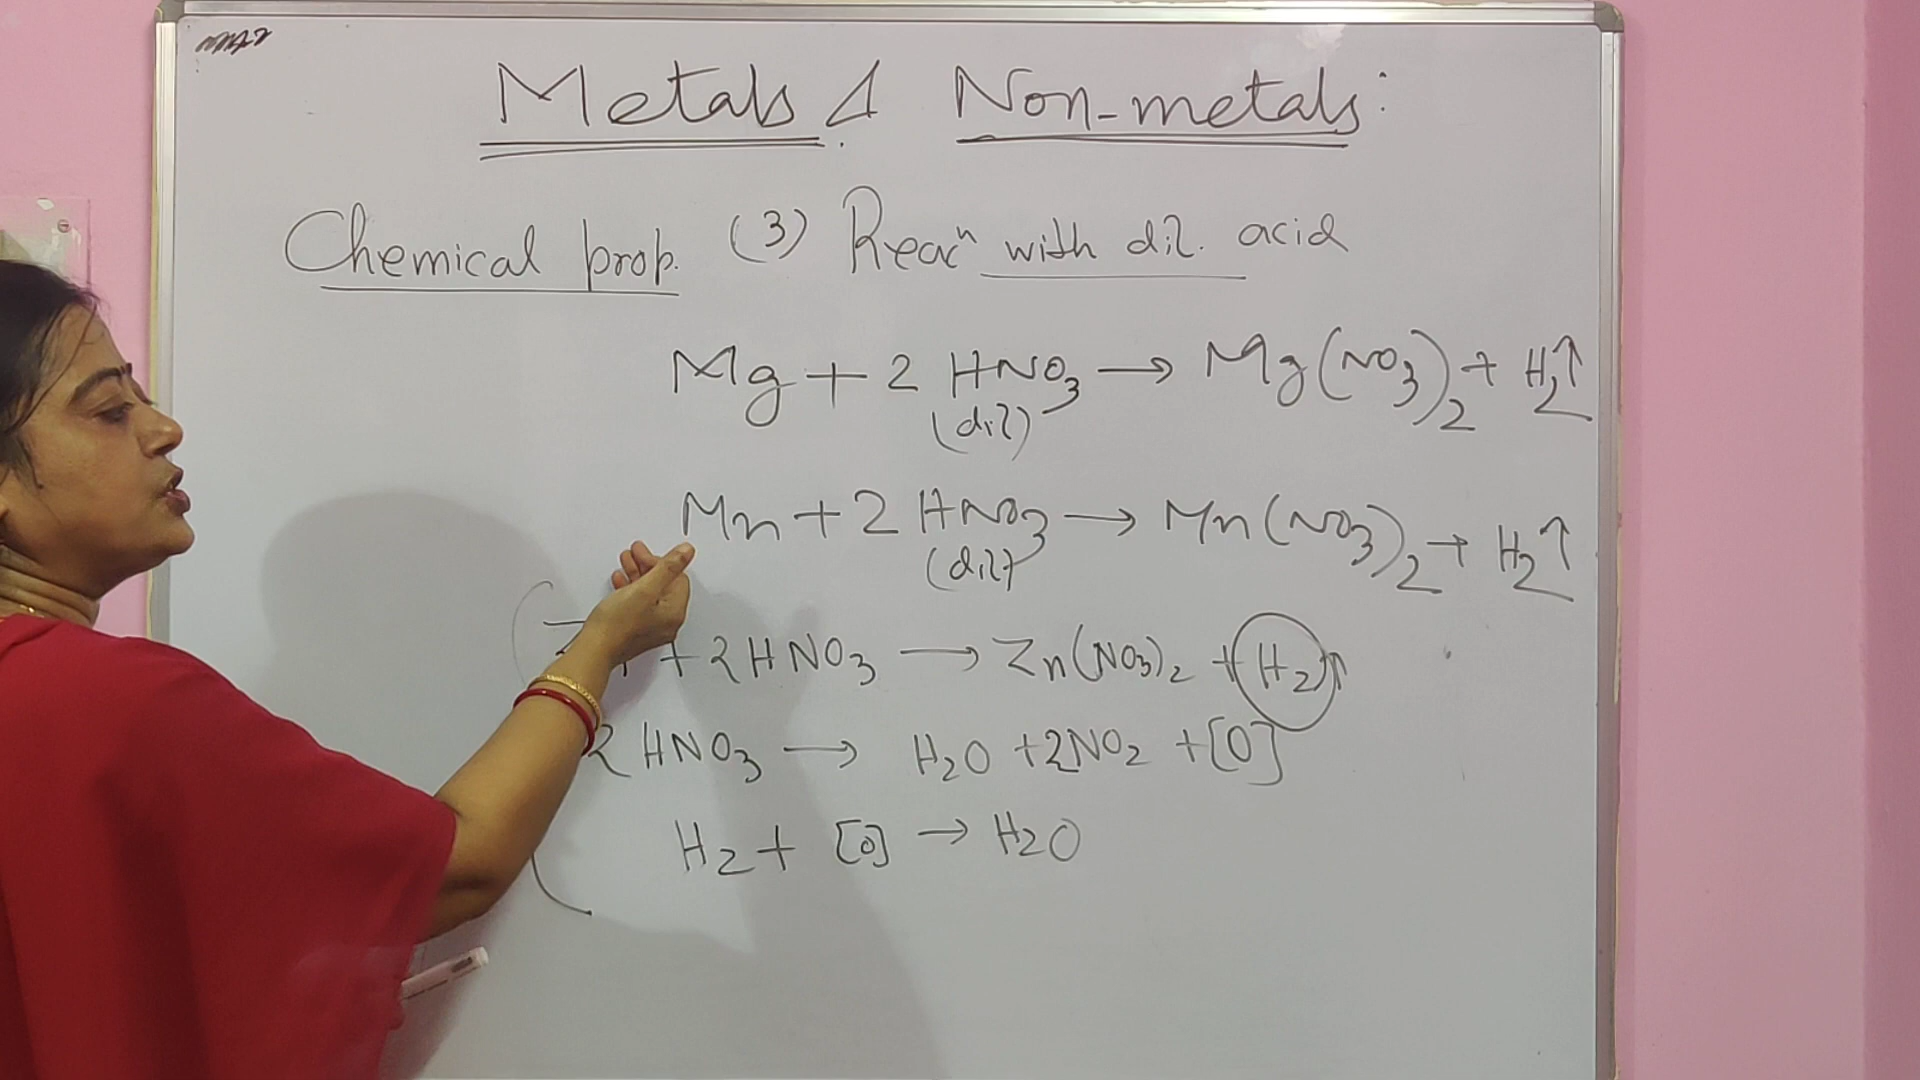 Metals & Non-metals:
Chemical prop. (3) Reacⁿ with dil. acid
Mg + 2 HNO₃ → Mg(NO₃)₂ + H₂↑
(dil)
Mn + 2 HNO₃ → Mn(NO₃)₂ + H₂↑
(dil)
+ 2HNO₃ → Zn(NO₃)₂ + H₂↑
2 HNO₃ → H₂O + 2NO₂ + [O]
H₂ + [O] → H₂O